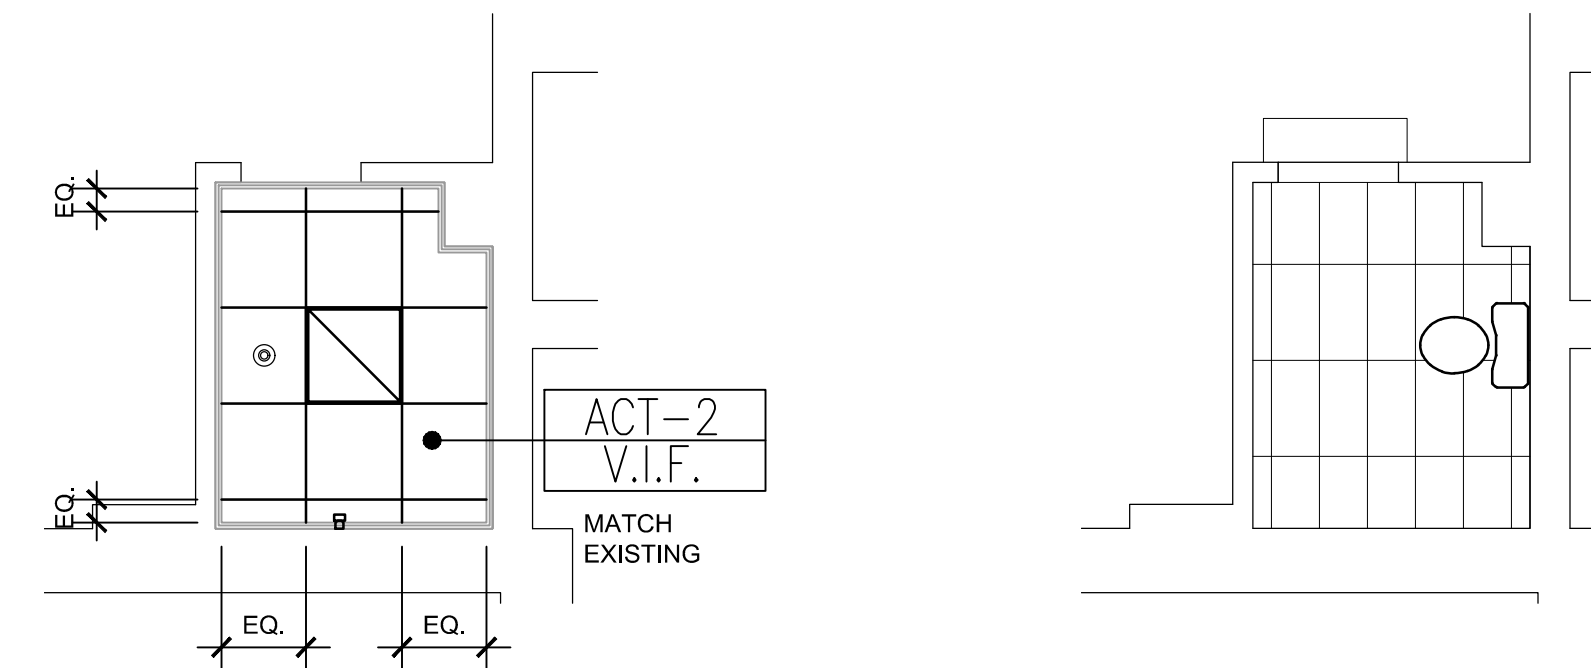 EQ.
ACT-2
V.I.F.
EQ.
MATCH
EXISTING
EQ.
EQ.